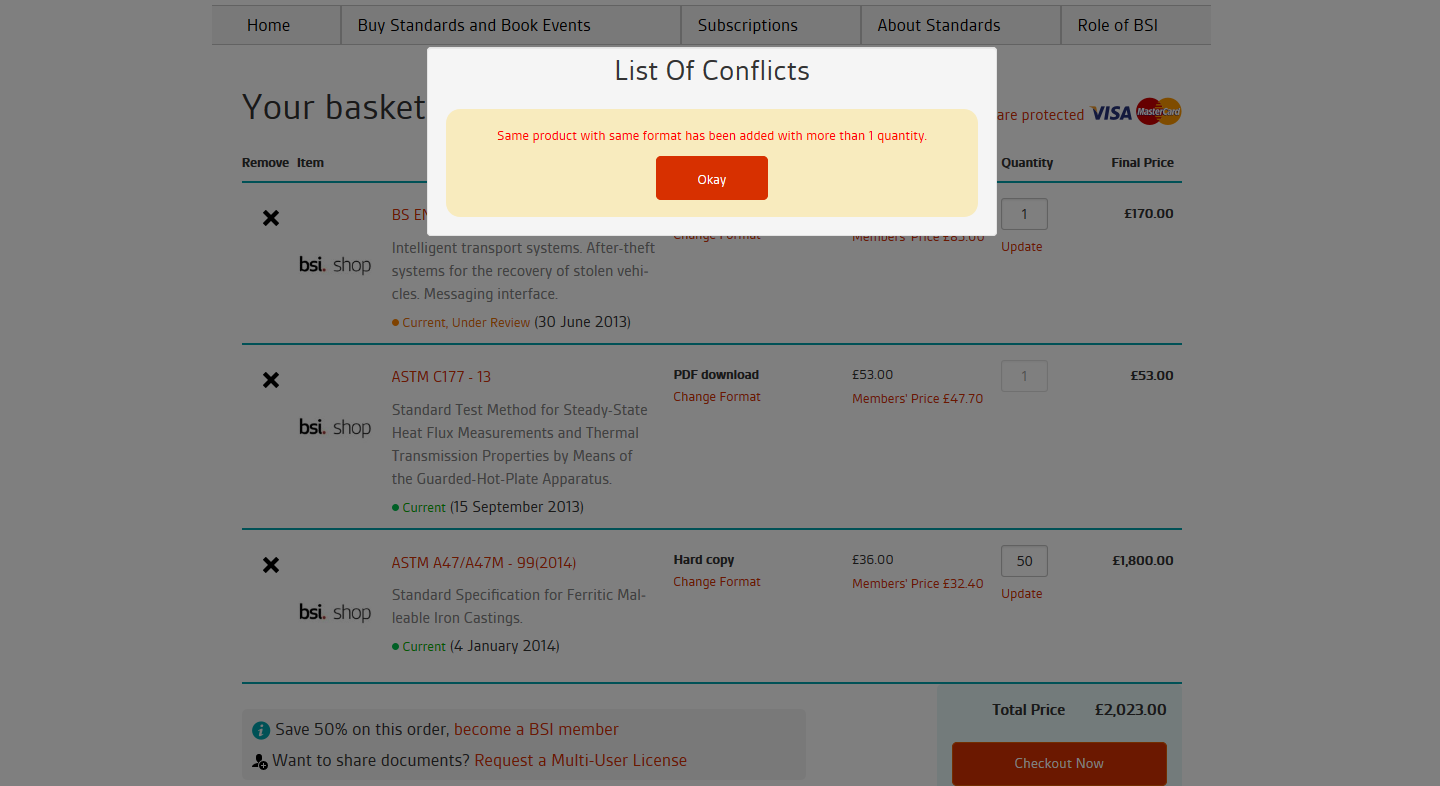 Home
Buy Standards and Book Events
Subscriptions
About Standards
Role of BSI
List Of Conflicts
Same product with same format has been added with more than 1 quantity.
Okay
Your basket
are protected VISA MasterCard
Remove Item Quantity Final Price
BS EN
1
£170.00
Change Format
Members' Price £85.00
Update
bsi. shop
Intelligent transport systems. After-theft
systems for the recovery of stolen vehi-
cles. Messaging interface.
Current, Under Review (30 June 2013)
ASTM C177 - 13
PDF download
£53.00
1
£53.00
Change Format
Members' Price £47.70
bsi. shop
Standard Test Method for Steady-State
Heat Flux Measurements and Thermal
Transmission Properties by Means of
the Guarded-Hot-Plate Apparatus.
Current (15 September 2013)
ASTM A47/A47M - 99(2014)
Hard copy
£36.00
50
£1,800.00
Change Format
Members' Price £32.40
Update
bsi. shop
Standard Specification for Ferritic Mal-
leable Iron Castings.
Current (4 January 2014)
Save 50% on this order, become a BSI member
Want to share documents? Request a Multi-User License
Total Price £2,023.00
Checkout Now